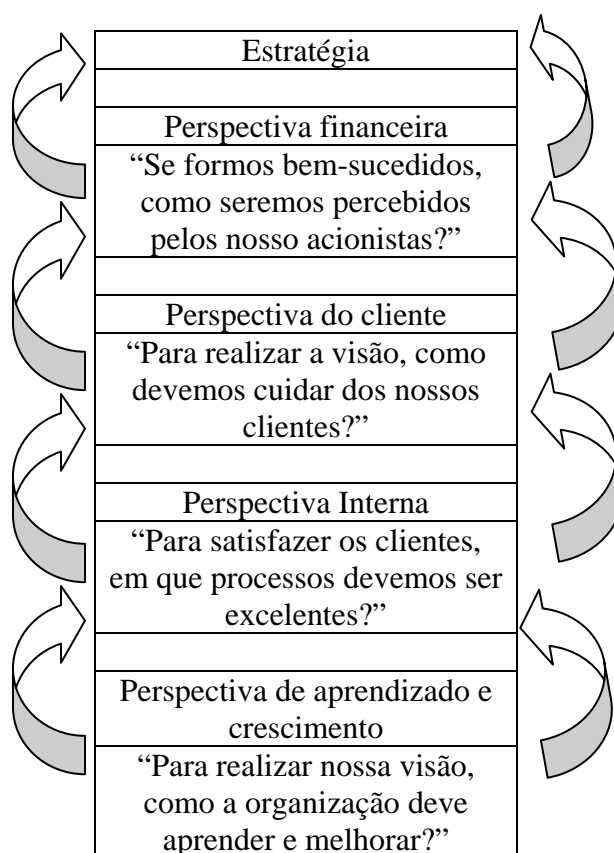 Estratégia
Perspectiva financeira
“Se formos bem-sucedidos,
como seremos percebidos
pelos nosso acionistas?”
Perspectiva do cliente
“Para realizar a visão, como
devemos cuidar dos nossos
clientes?”
Perspectiva Interna
“Para satisfazer os clientes,
em que processos devemos ser
excelentes?”
Perspectiva de aprendizado e
crescimento
“Para realizar nossa visão,
como a organização deve
aprender e melhorar?”